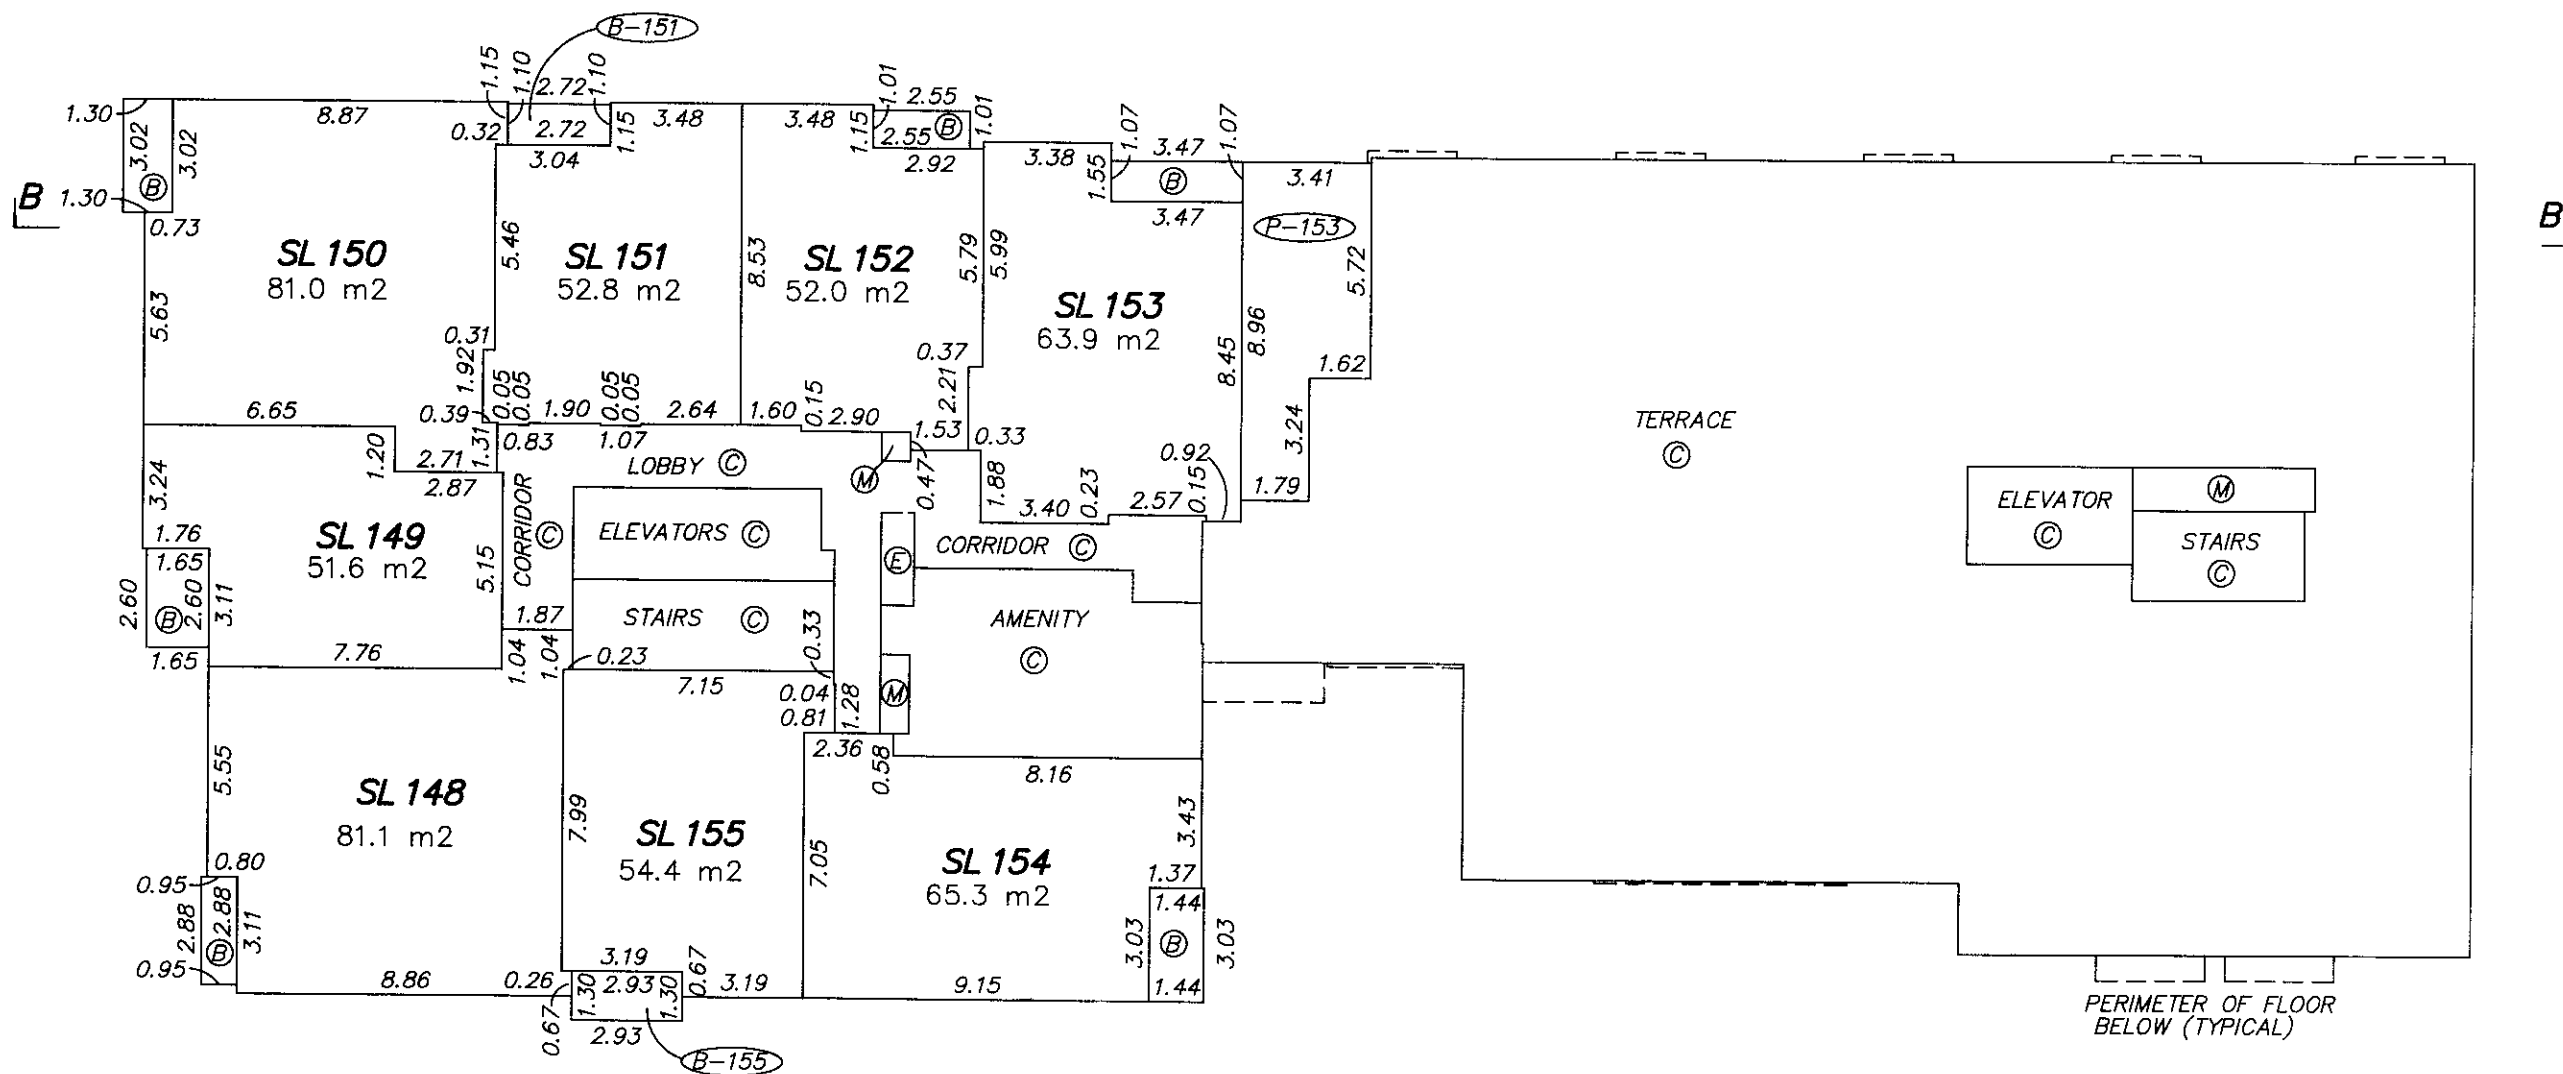 B-151
1.15
1.10
2.72
1.10
1.01
2.55
1.01
1.07
1.07
1.30
8.87
0.32
2.72
1.15
3.48
3.48
1.15
2.55
B
3.38
3.47
3.02
3.02
3.04
2.92
1.55
3.41
B
B
B
1.30
3.47
B
0.73
P-153
SL 150
81.0 m2
5.46
SL 151
52.8 m2
8.53
SL 152
52.0 m2
5.79
5.99
5.72
5.63
SL 153
63.9 m2
0.31
0.37
8.45
8.96
1.62
1.92
0.05
0.05
0.05
0.05
0.15
2.21
6.65
0.39
1.90
2.64
1.60
2.90
3.24
TERRACE
C
1.20
1.31
0.83
1.07
1.53
0.33
0.92
2.71
LOBBY C
2.87
M
0.47
1.88
0.15
1.79
3.24
3.40
0.23
2.57
ELEVATOR
C
M
SL 149
51.6 m2
CORRIDOR
C
ELEVATORS C
CORRIDOR C
STAIRS
C
1.76
1.65
5.15
E
2.60
2.60
3.11
B
1.87
STAIRS C
0.33
AMENITY
C
1.65
7.76
1.04
1.04
0.23
7.15
0.04
0.81
1.28
M
2.36
0.58
8.16
5.55
SL 148
81.1 m2
7.99
SL 155
54.4 m2
7.05
SL 154
65.3 m2
3.43
0.80
0.95
1.37
2.88
2.88
3.11
B
1.44
3.03
B
3.03
0.95
8.86
0.26
3.19
0.67
3.19
9.15
1.44
1.30
2.93
1.30
0.67
2.93
B-155
PERIMETER OF FLOOR
BELOW (TYPICAL)